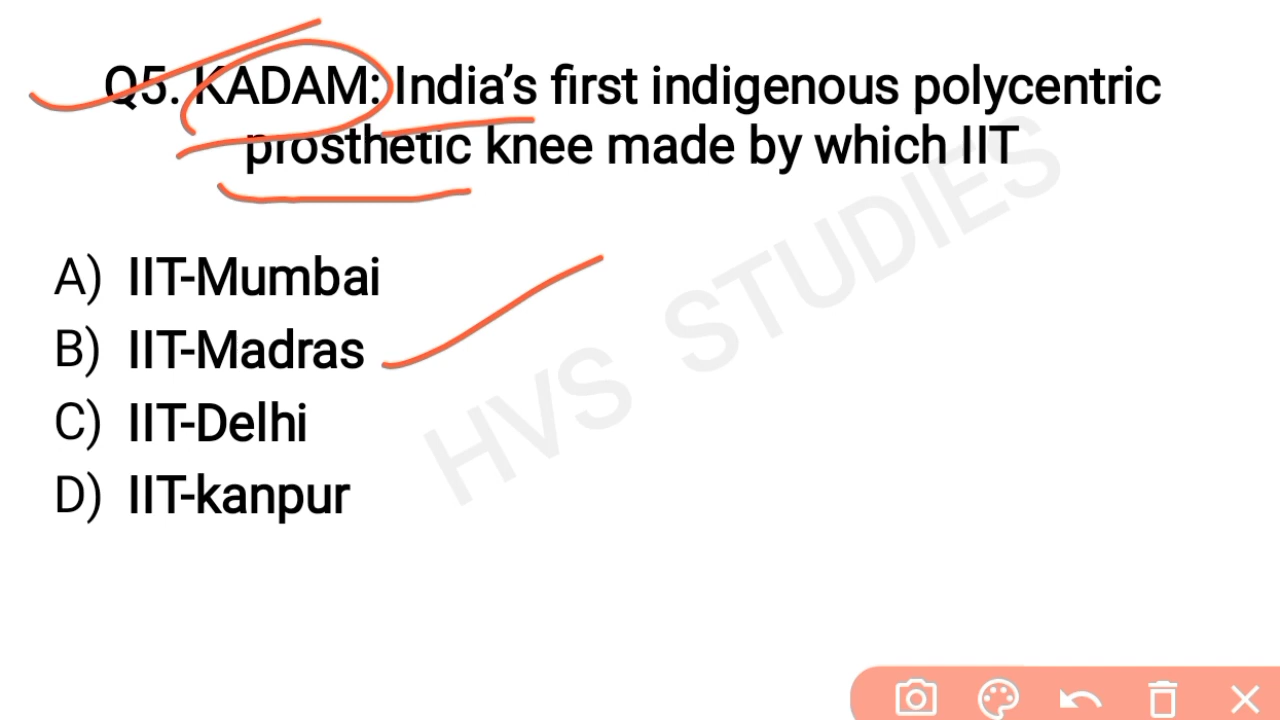 Q5. KADAM: India’s first indigenous polycentric
prosthetic knee made by which IIT
A) IIT-Mumbai
B) IIT-Madras
C) IIT-Delhi
D) IIT-kanpur
HVS STUDIES